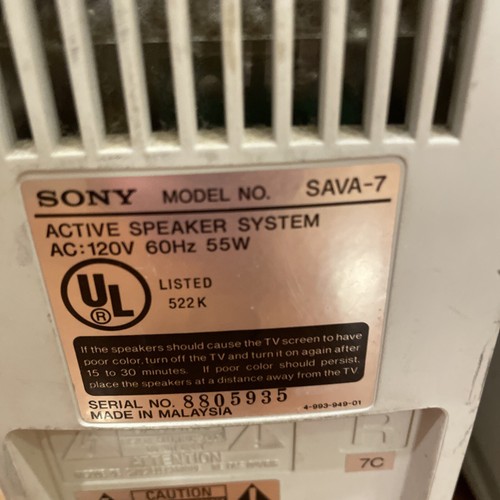 SONY MODEL NO. SAVA-7
ACTIVE SPEAKER SYSTEM
AC:120V 60Hz 55W
UL
®
LISTED
522K
If the speakers should cause the TV screen to have
poor color, turn off the TV and turn it on again after
15 to 30 minutes. If poor color should persist,
place the speakers at a distance away from the TV
SERIAL NO. 8805935
MADE IN MALAYSIA
4-993-949-01
R
ATTENTION
7C
CAUTION